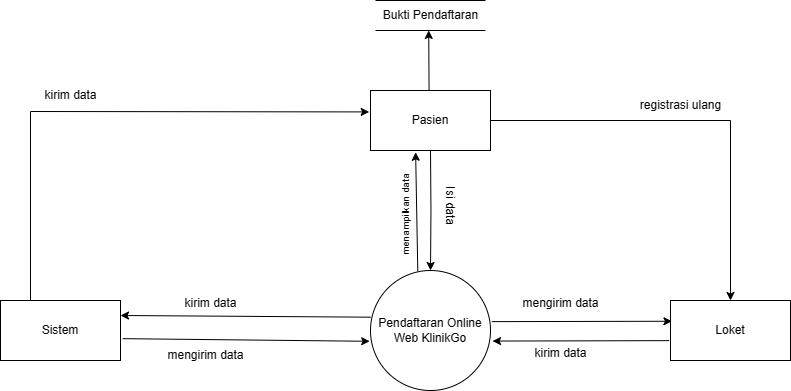 Bukti Pendaftaran
kirim data
Pasien
registrasi ulang
menampilkan data
Isi data
kirim data
mengirim data
Sistem
Pendaftaran Online
Web KlinikGo
Loket
mengirim data
kirim data